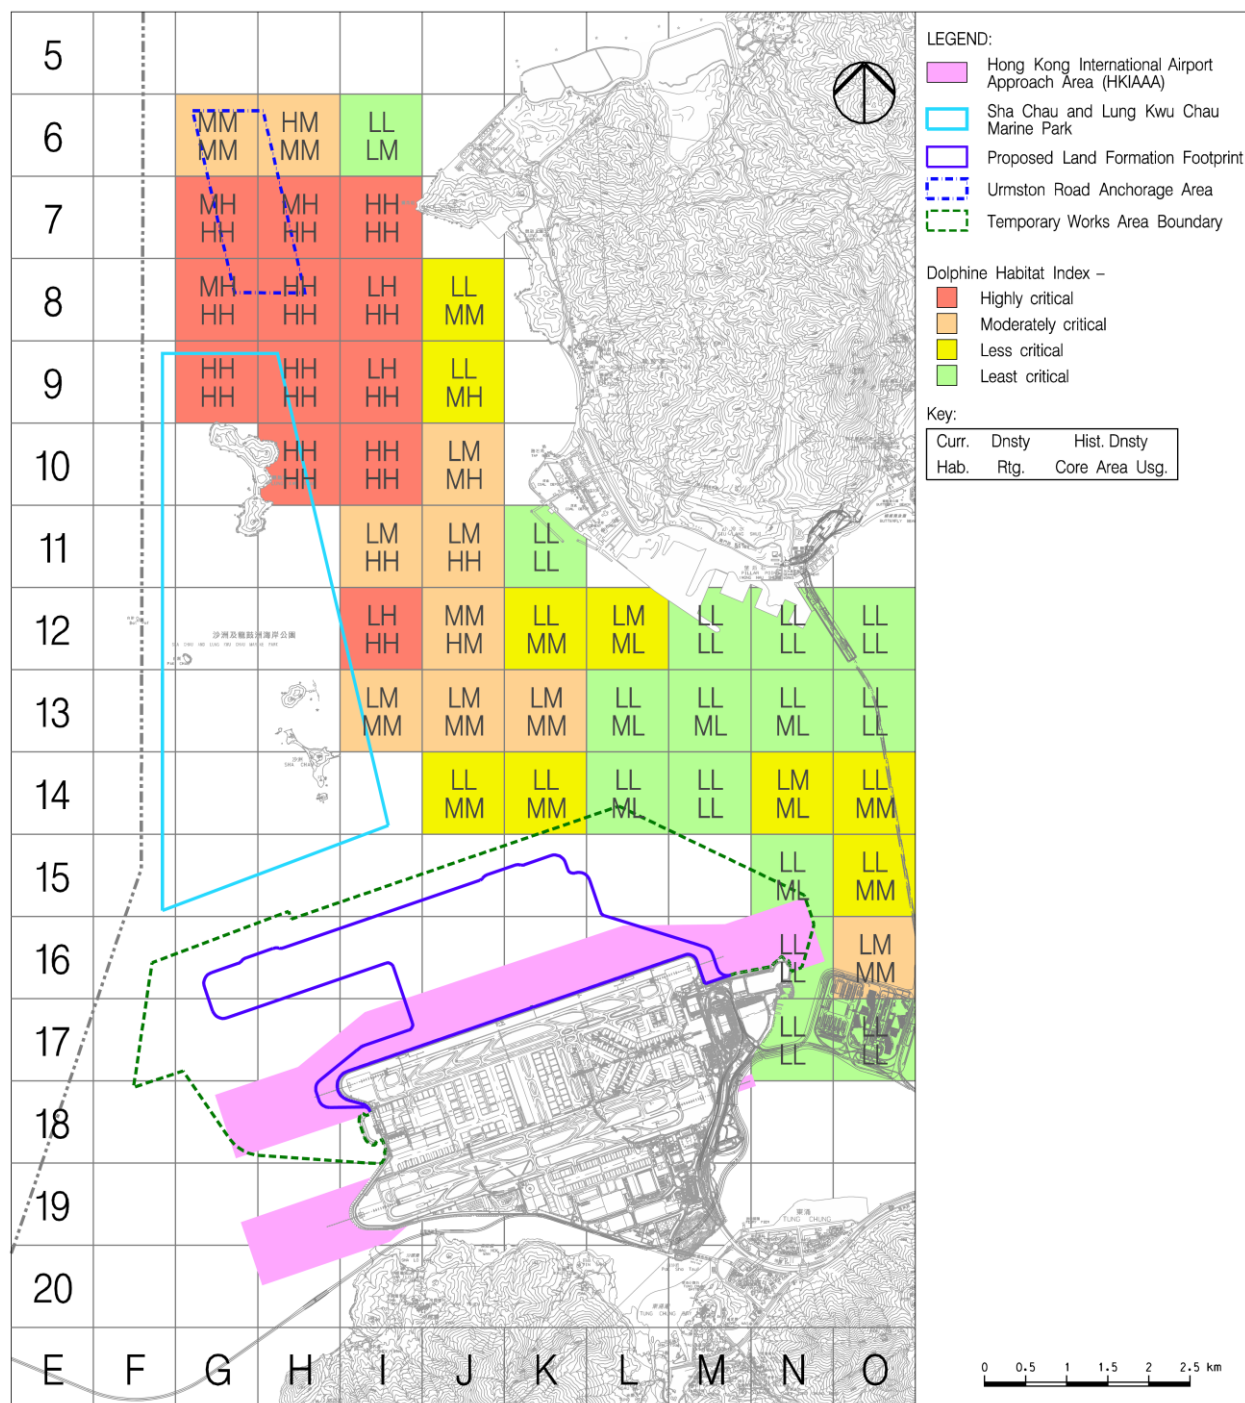 5
6
MM HM LL
MM MM LM
7
MH MH HH
HH HH HH
8
MH HH LH LL
HH HH HH MM
9
HH HH LH LL
HH HH HH MH
10
HH HH LM
HH HH MH
11
LM LM LL
HH HH LL
12
LH MM LL LM LL LL LL
HH HM MM ML LL LL LL
沙洲及龍鼓洲海岸公園
13
LM LM LM LL LL LL LL
MM MM MM ML ML ML LL
14
LL LL LL LL LM LL
MM MM ML LL ML MM
15
LL LL
ML MM
16
LL LM
LL MM
17
LL LL
LL LL
18
19
東涌
TUNG CHUNG
20
E F G H I J K L M N O
LEGEND:
Hong Kong International Airport
Approach Area (HKIAAA)
Sha Chau and Lung Kwu Chau
Marine Park
Proposed Land Formation Footprint
Urmston Road Anchorage Area
Temporary Works Area Boundary
Dolphine Habitat Index –
Highly critical
Moderately critical
Less critical
Least critical
Key:
Curr. Dnsty Hist. Dnsty
Hab. Rtg. Core Area Usg.
0 0.5 1 1.5 2 2.5 km